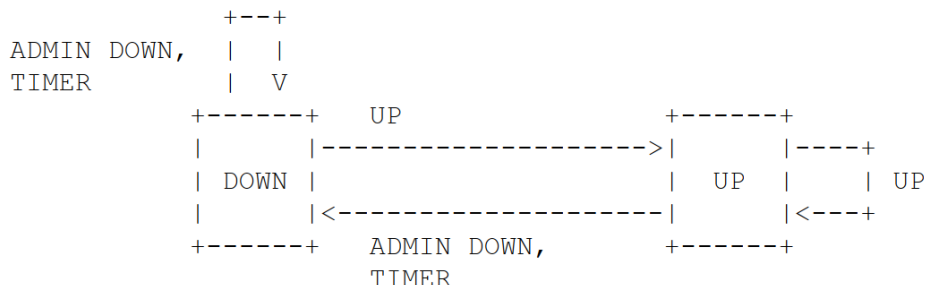 ADMIN DOWN,
TIMER
UP
DOWN
UP
UP
ADMIN DOWN,
TIMER